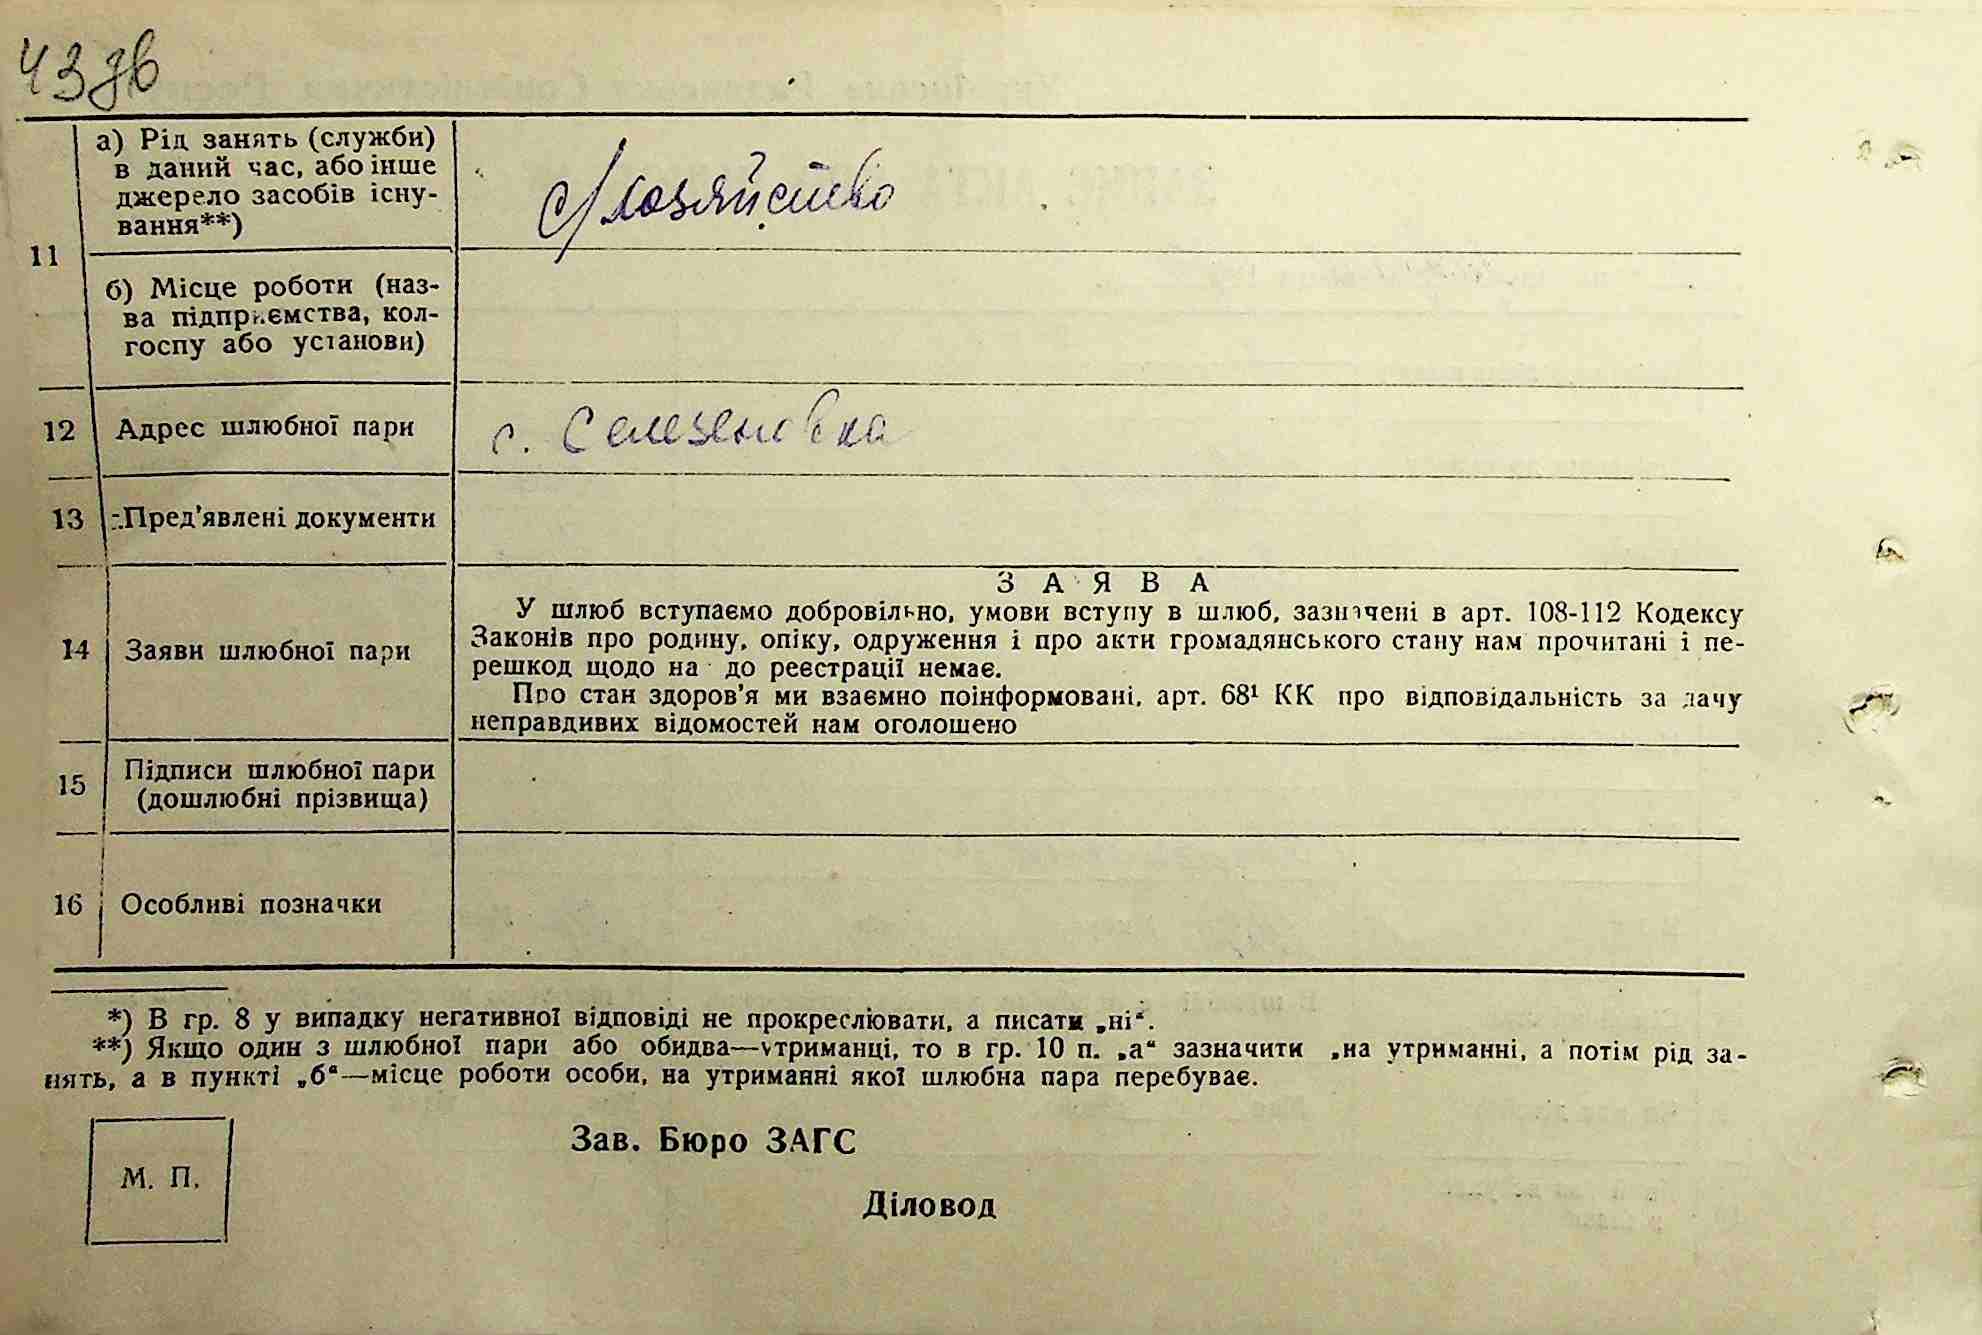 43зв
а) Рід занять (служби)
в даний час, або інше
джерело засобів існу-
вання**)
с/хозяйство
11
б) Місце роботи (наз-
ва підприємства, кол-
госпу або установи)
12 Адрес шлюбної пари с. Селезеновка
13 Пред'явлені документи
З А Я В А
У шлюб вступаємо добровільно, умови вступу в шлюб, зазначені в арт. 108-112 Кодексу
Законів про родину, опіку, одруження і про акти громадянського стану нам прочитані і пе-
решкод щодо на до реєстрації немає.
14 Заяви шлюбної пари
Про стан здоров'я ми взаємно поінформовані, арт. 68¹ КК про відповідальність за дачу
неправдивих відомостей нам оголошено
15 Підписи шлюбної пари
(дошлюбні прізвища)
16 Особливі позначки
*) В гр. 8 у випадку негативної відповіді не прокреслювати, а писати „ні“.
**) Якщо один з шлюбної пари або обидва—утриманці, то в гр. 10 п. „а“ зазначити „на утриманні, а потім рід за-
нять, а в пункті „б“—місце роботи особи, на утриманні якої шлюбна пара перебуває.
Зав. Бюро ЗАГС
М. П.
Діловод